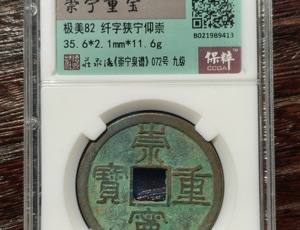 崇宁重宝
极美82 纤字狭宁仰崇
35.6*2.1mm*11.6g
《崇宁泉谱》072号 九级
B021989413
保粹
CCGA
崇
寧
重
寶